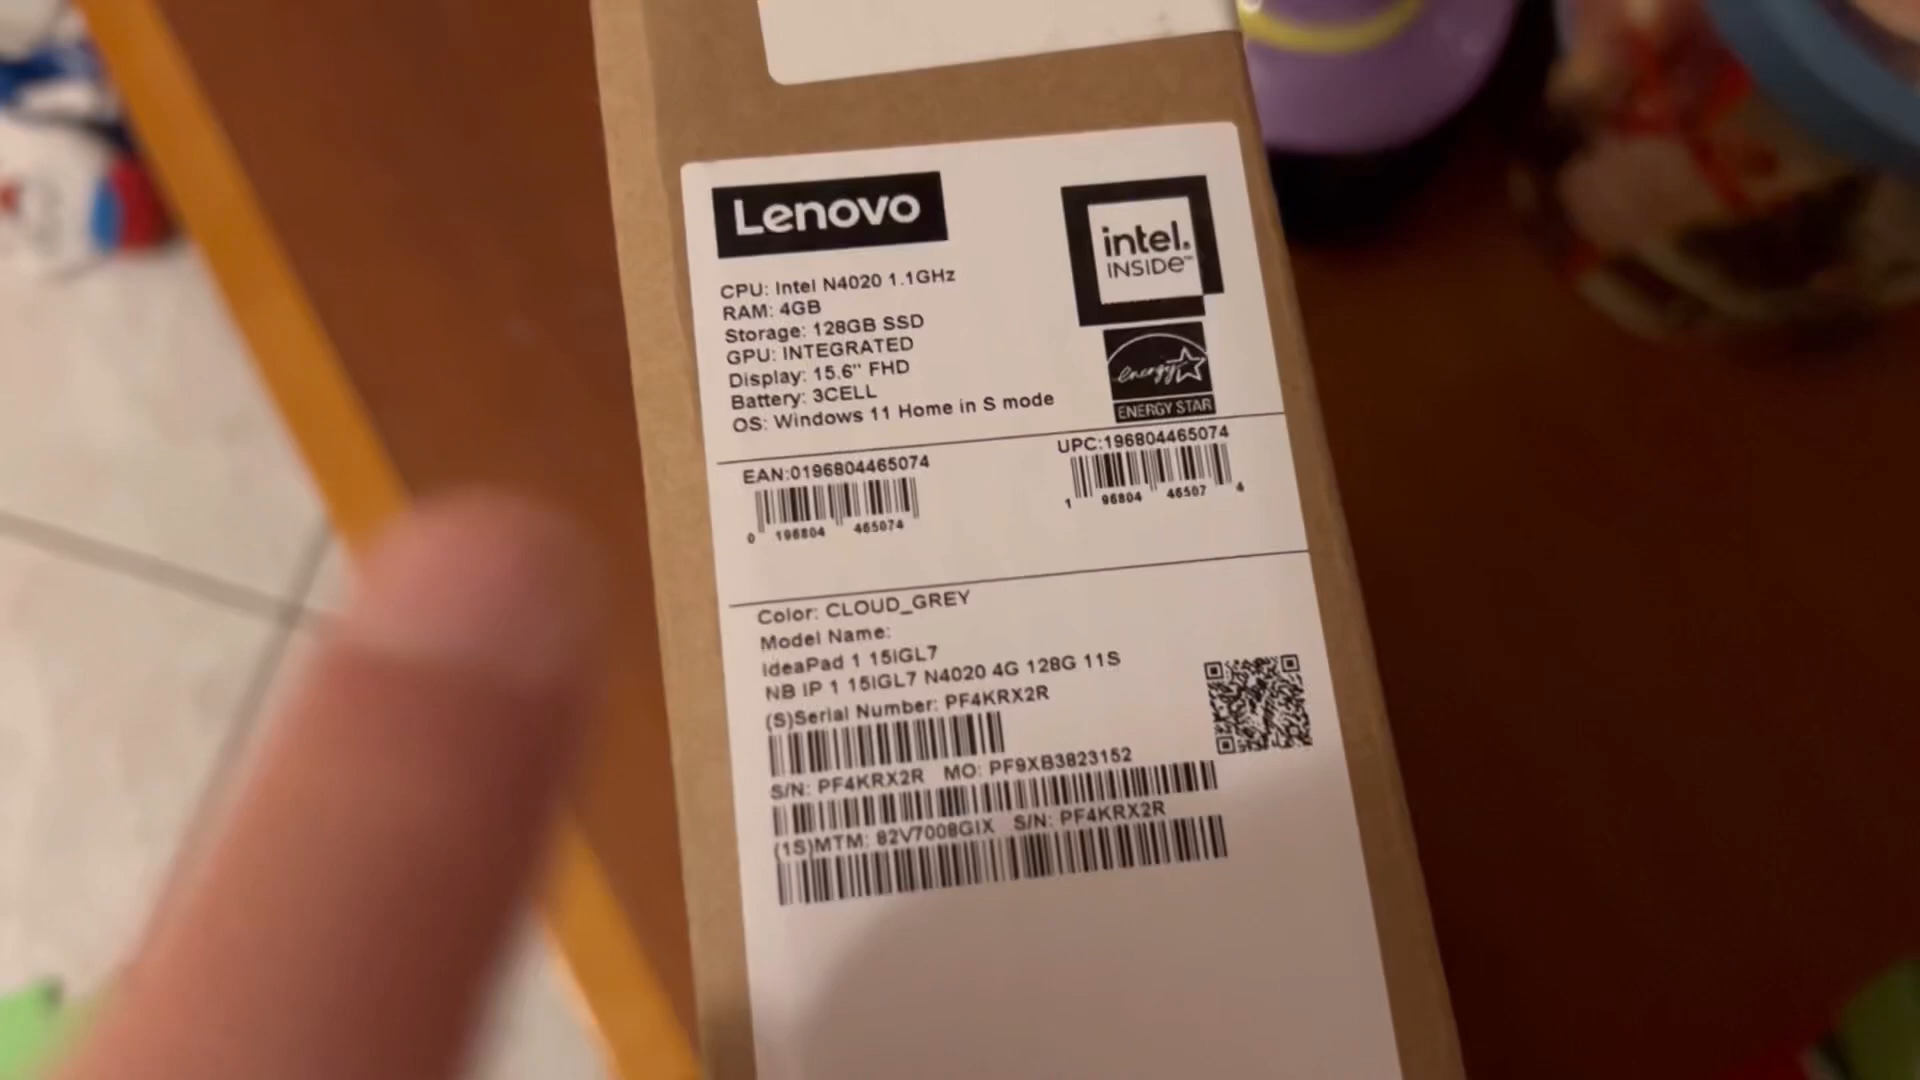 Lenovo
intel.
INSIDE™
CPU: Intel N4020 1.1GHz
RAM: 4GB
Storage: 128GB SSD
GPU: INTEGRATED
Display: 15.6" FHD
Battery: 3CELL
OS: Windows 11 Home in S mode
energy
ENERGY STAR
EAN:0196804465074
0 196804 465074
UPC:196804465074
1 96804 46507 4
Color: CLOUD_GREY
Model Name:
IdeaPad 1 15IGL7
NB IP 1 15IGL7 N4020 4G 128G 11S
(S)Serial Number: PF4KRX2R
S/N: PF4KRX2R MO: PF9XB3823152
(1S)MTM: 82V7008GIX S/N: PF4KRX2R